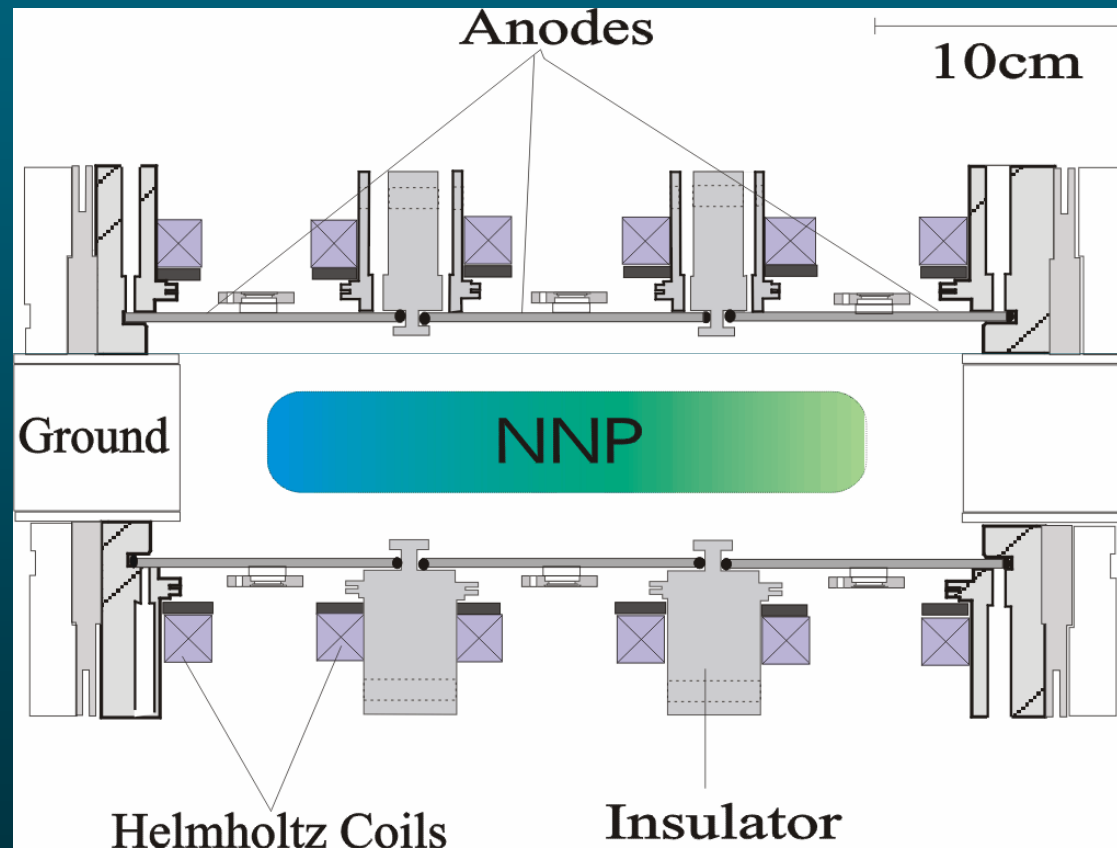 Anodes
10cm
Ground
NNP
Helmholtz Coils
Insulator